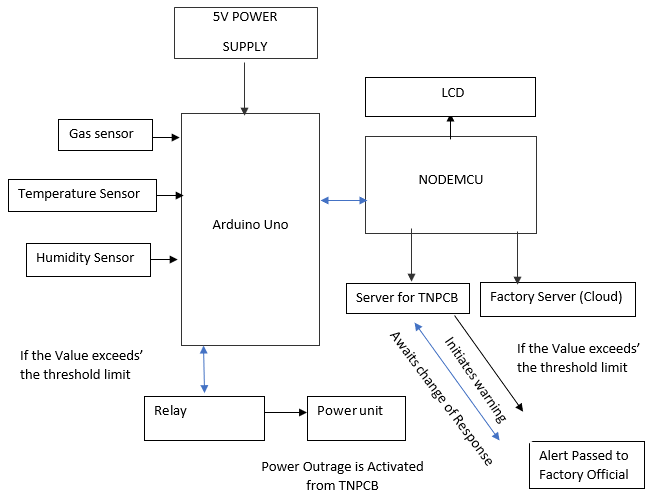 5V POWER
SUPPLY
LCD
Gas sensor
NODEMCU
Temperature Sensor
Arduino Uno
Humidity Sensor
Server for TNPCB
Factory Server (Cloud)
If the Value exceeds’
the threshold limit
Initiates warning
Awaits change of Response
If the Value exceeds’
the threshold limit
Relay
Power unit
Alert Passed to
Factory Official
Power Outrage is Activated
from TNPCB